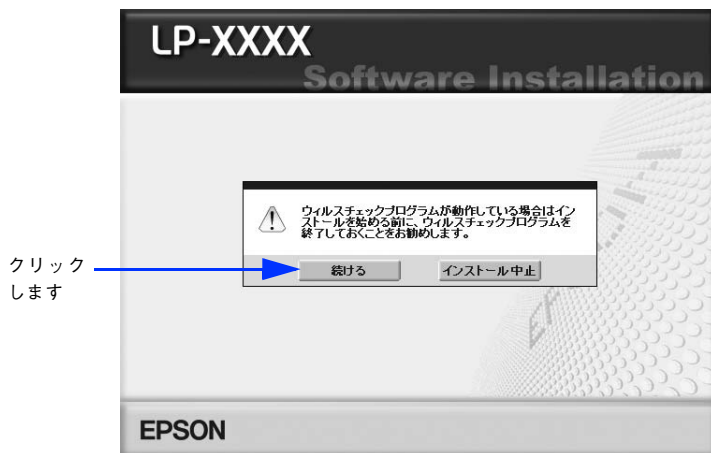 LP-XXXX
Software Installation
ウィルスチェックプログラムが動作している場合はイン
ストールを始める前に、ウィルスチェックプログラムを
終了しておくことをお勧めします。
クリック
します
続ける
インストール中止
EPSON
EPSON